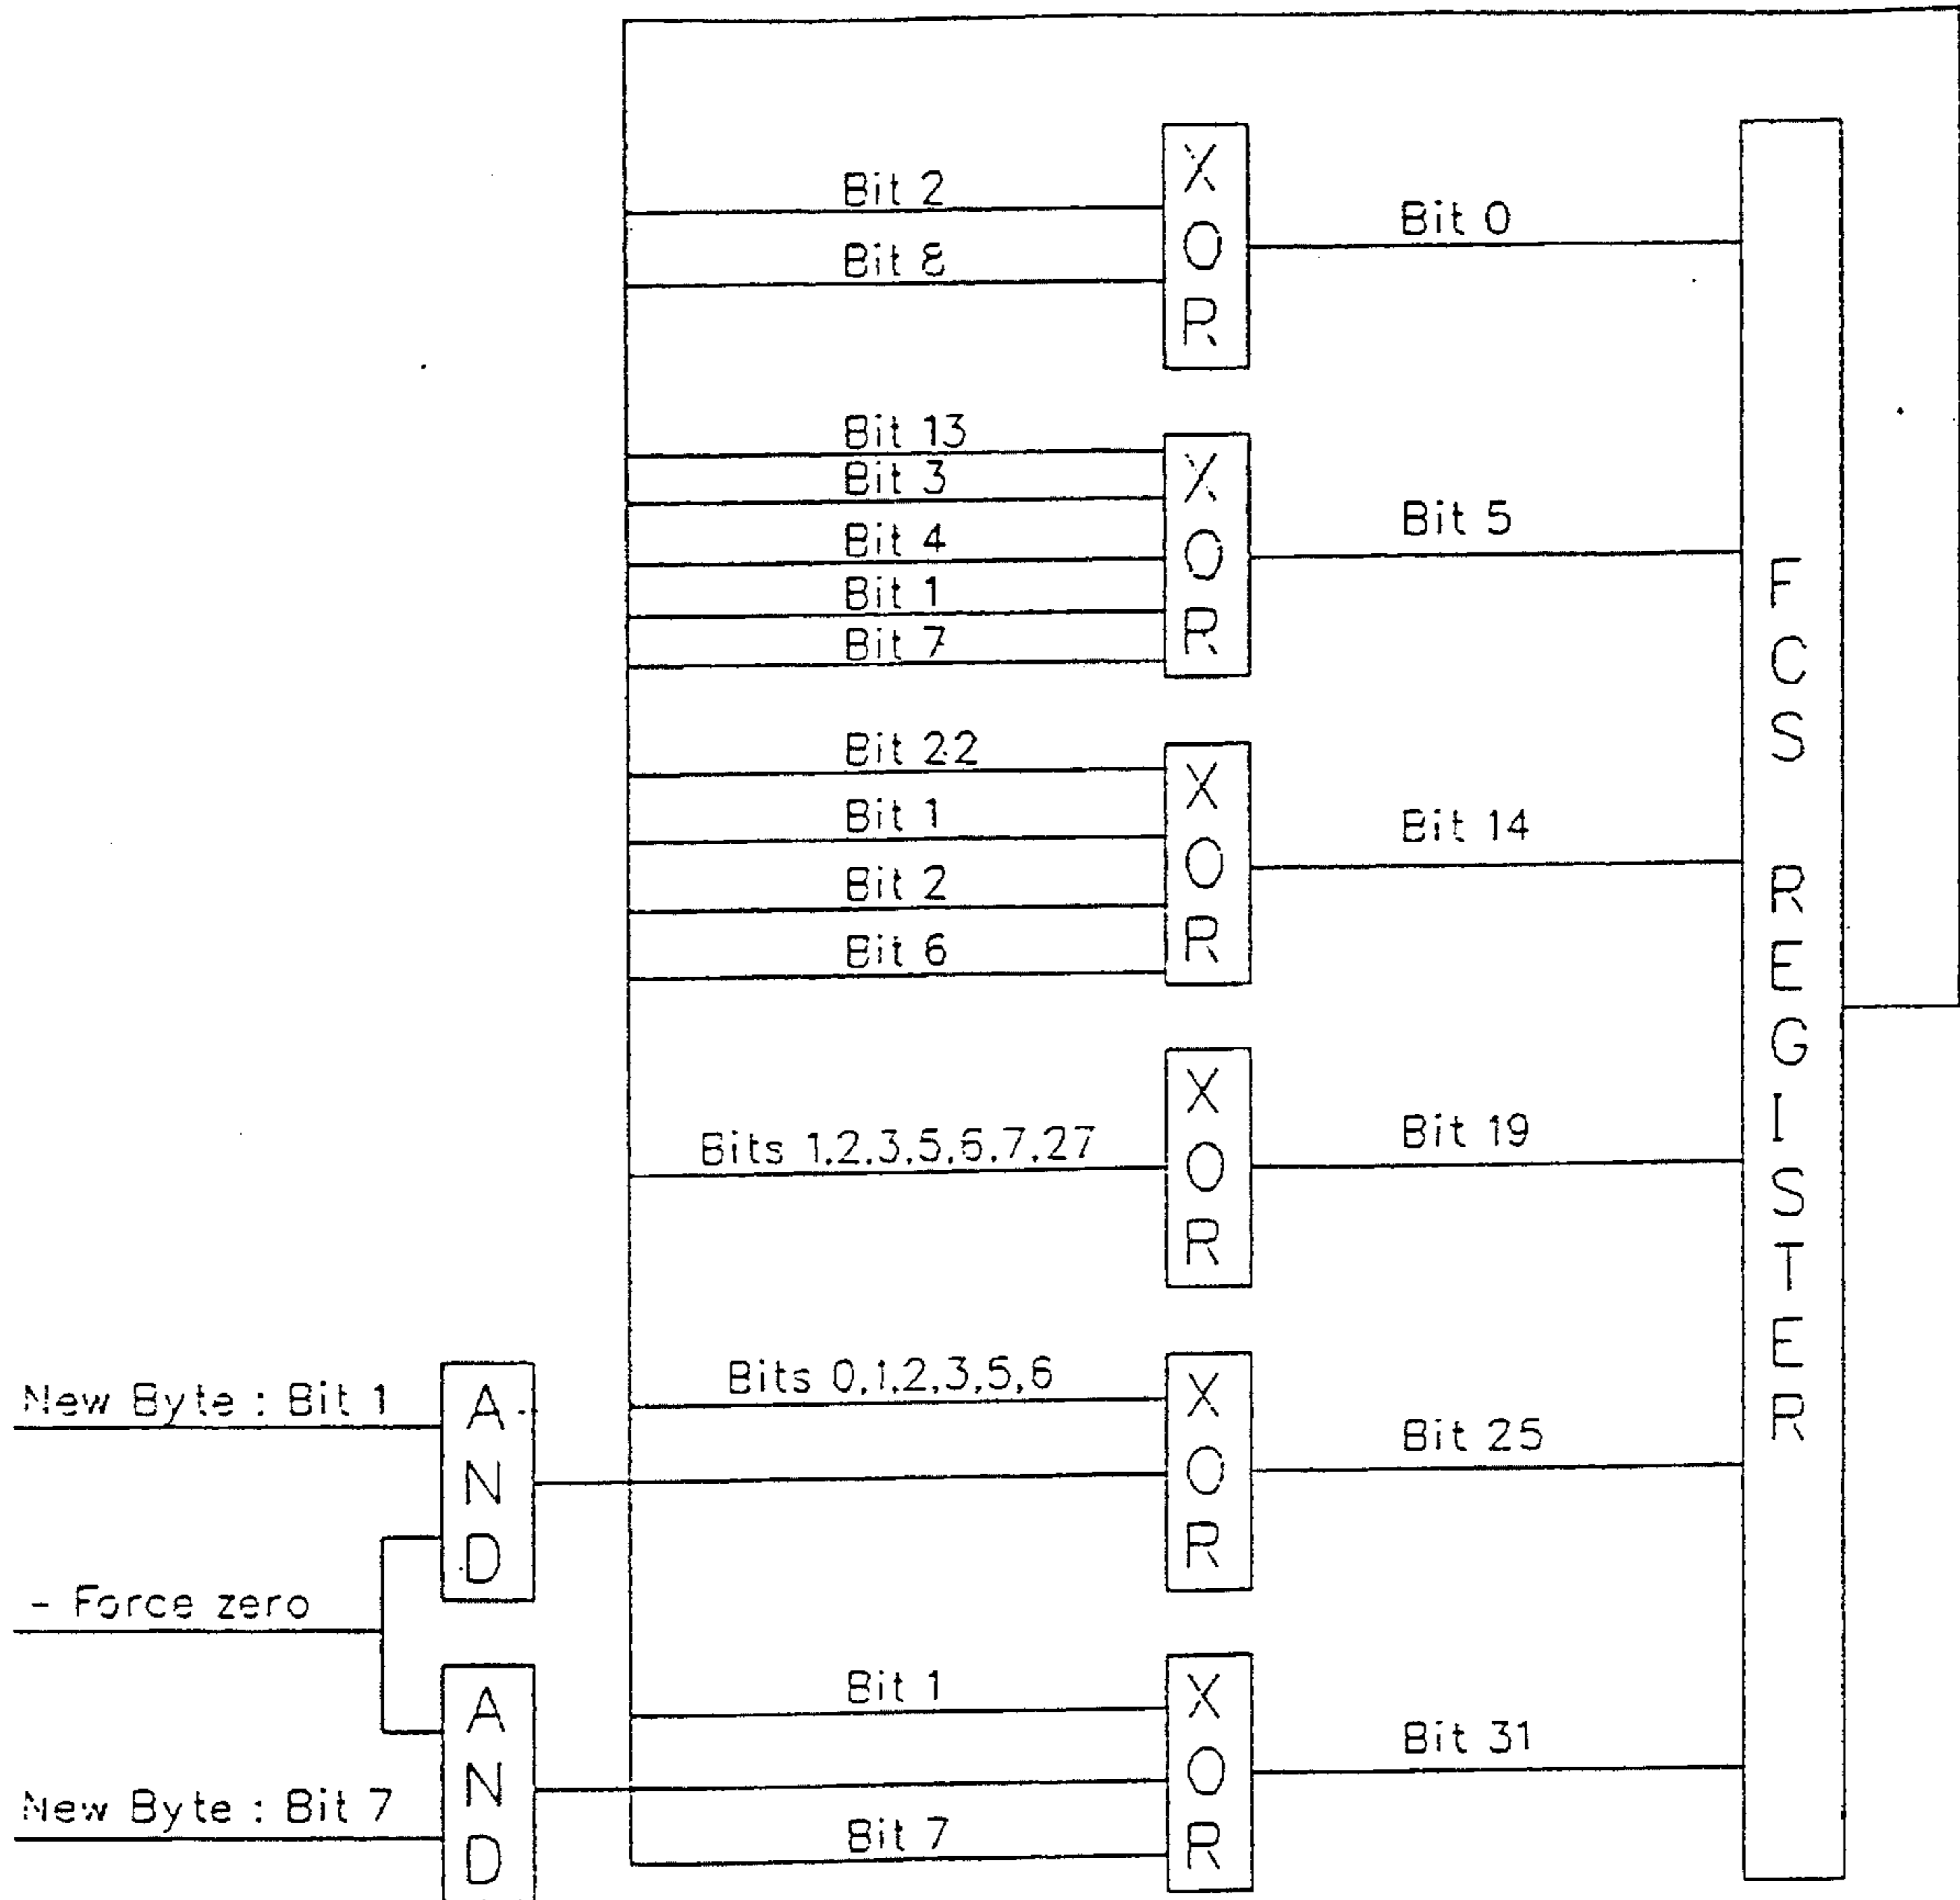 Bit 2
Bit 8
XOR
Bit 0
Bit 13
Bit 3
Bit 4
Bit 1
Bit 7
XOR
Bit 5
Bit 22
Bit 1
Bit 2
Bit 6
XOR
Bit 14
Bits 1,2,3,5,6,7,27
XOR
Bit 19
New Byte : Bit 1
AND
Bits 0,1,2,3,5,6
XOR
Bit 25
- Force zero
New Byte : Bit 7
AND
Bit 1
Bit 7
XOR
Bit 31
FCS REGISTER